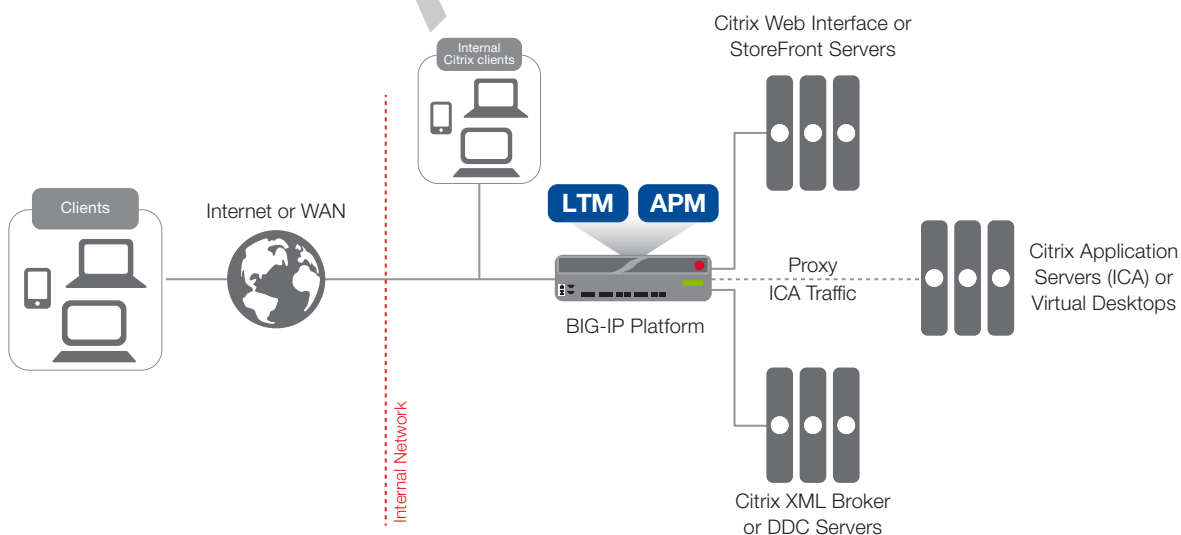 Citrix Web Interface or
StoreFront Servers
Internal
Citrix clients
LTM
APM
Clients
Internet or WAN
Proxy
ICA Traffic
Citrix Application
Servers (ICA) or
Virtual Desktops
BIG-IP Platform
Internal Network
Citrix XML Broker
or DDC Servers